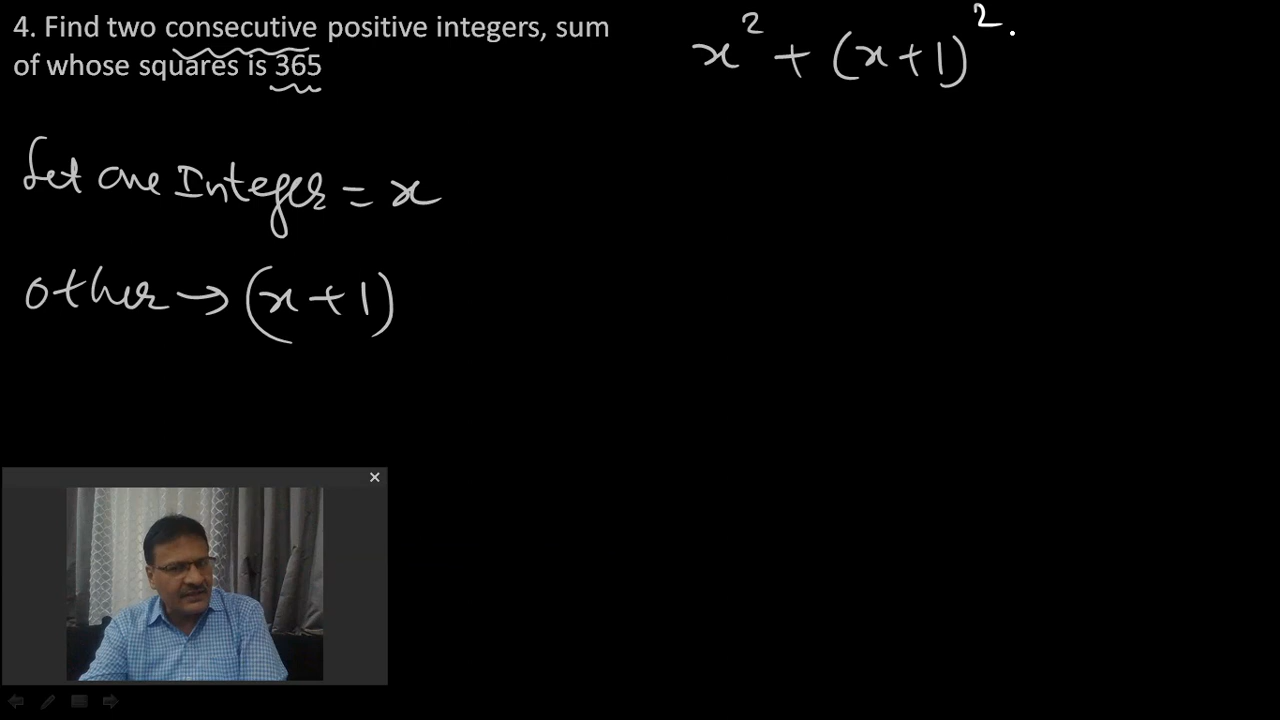 4. Find two consecutive positive integers, sum
of whose squares is 365
x² + (x+1)²
Let one Integer = x
other → (x+1)